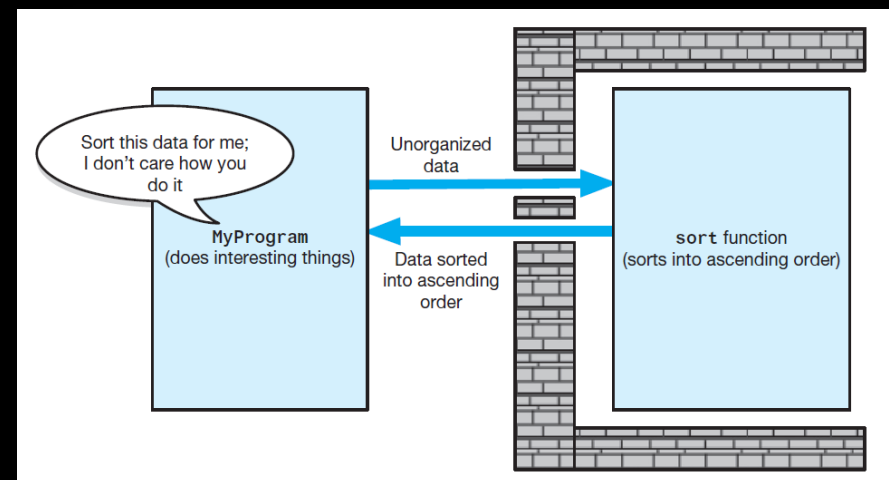 Sort this data for me;
I don't care how you
do it
MyProgram
(does interesting things)
Unorganized
data
Data sorted
into ascending
order
sort function
(sorts into ascending order)